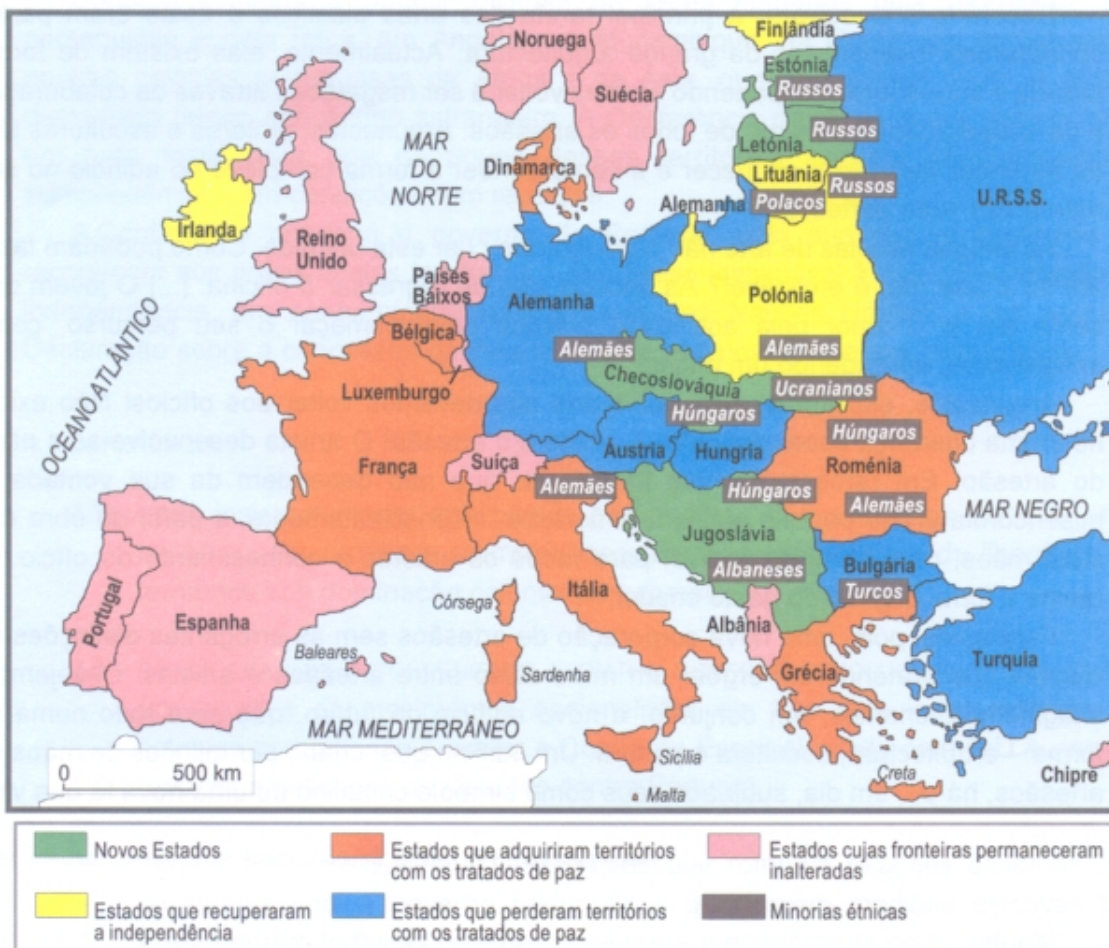 Noruega
Suécia
Finlândia
Estónia
Russos
Letónia
Russos
Lituânia
Russos
Polacos
MAR
DO
NORTE
Dinamarca
Alemanha
U.R.S.S.
Irlanda
Reino
Unido
Países
Baixos
Alemanha
Polónia
OCEANO ATLÂNTICO
Bélgica
Alemães
Alemães
Luxemburgo
Checoslováquia
Ucranianos
Húngaros
Húngaros
França
Suíça
Áustria
Hungria
Roménia
Alemães
Húngaros
Alemães
MAR NEGRO
Jugoslávia
Bulgária
Itália
Albaneses
Turcos
Portugal
Espanha
Córsega
Albânia
Baleares
Sardenha
Grécia
Turquia
MAR MEDITERRÂNEO
Sicília
Creta
Chipre
Malta
0 500 km
Novos Estados
Estados que adquiriram territórios
com os tratados de paz
Estados cujas fronteiras permaneceram
inalteradas
Estados que recuperaram
a independência
Estados que perderam territórios
com os tratados de paz
Minorias étnicas